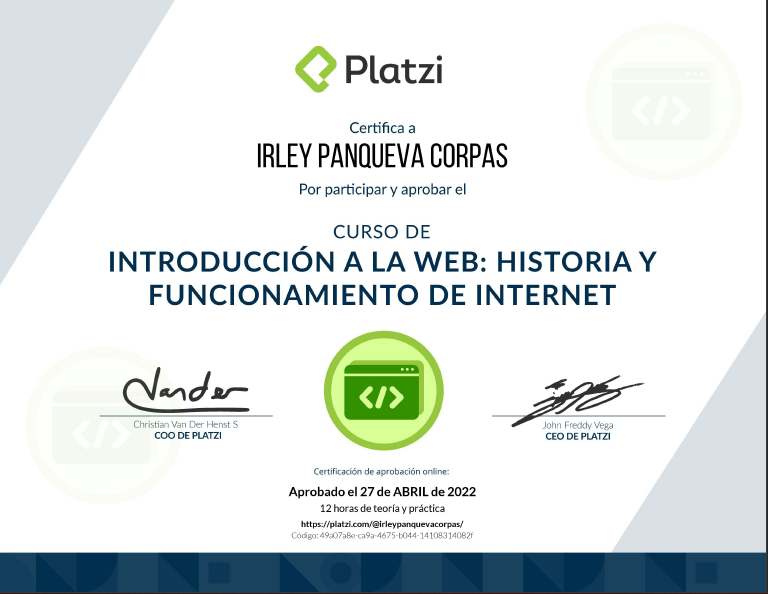 Platzi
Certifica a
IRLEY PANQUEVA CORPAS
Por participar y aprobar el
CURSO DE
INTRODUCCIÓN A LA WEB: HISTORIA Y
FUNCIONAMIENTO DE INTERNET
</>
Vander
Christian Van Der Henst S
COO DE PLATZI
John Freddy Vega
CEO DE PLATZI
Certificación de aprobación online:
Aprobado el 27 de ABRIL de 2022
12 horas de teoría y práctica
https://platzi.com/@irleypanquevacorpas/
Código: 49a07a8e-ca9a-4675-b044-14108314082f